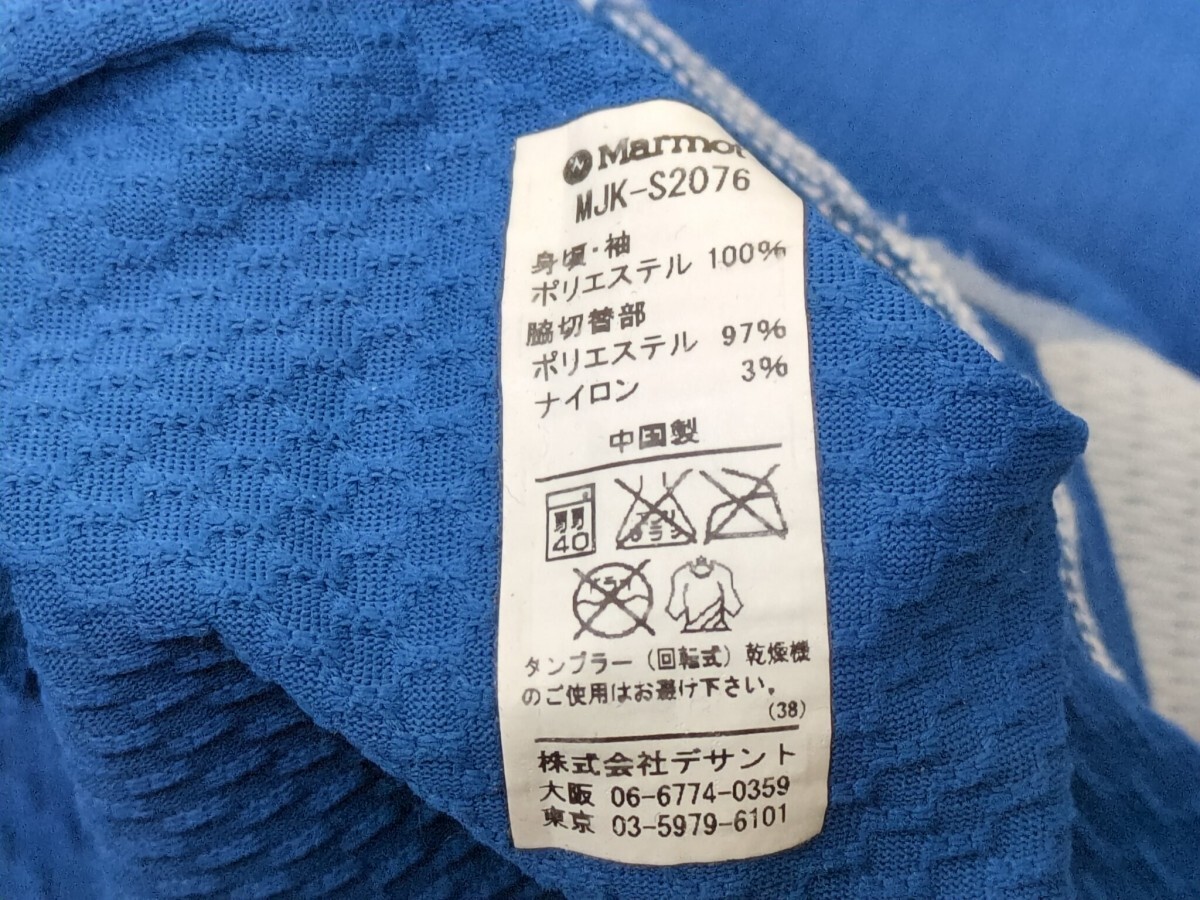 Marmot
MJK-S2076
身頃・袖
ポリエステル 100%
脇切替部
ポリエステル 97%
ナイロン 3%
中国製
弱
40
タンブラー（回転式）乾燥機
のご使用はお避け下さい。
(38)
株式会社デサント
大阪 06-6774-0359
東京 03-5979-6101